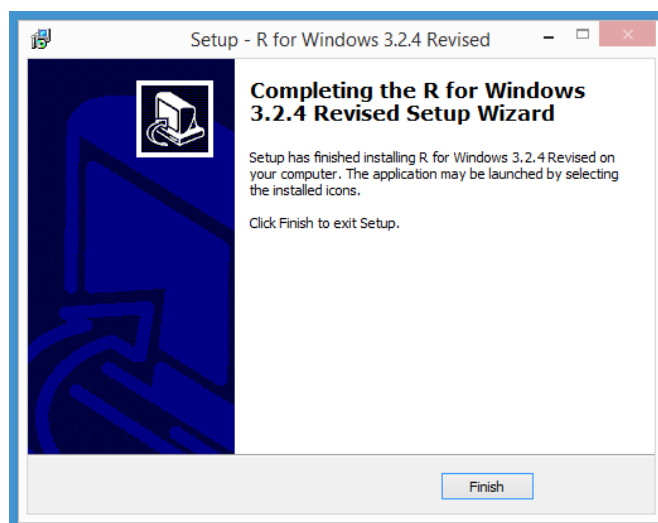 Setup - R for Windows 3.2.4 Revised
Completing the R for Windows
3.2.4 Revised Setup Wizard
Setup has finished installing R for Windows 3.2.4 Revised on
your computer. The application may be launched by selecting
the installed icons.
Click Finish to exit Setup.
Finish